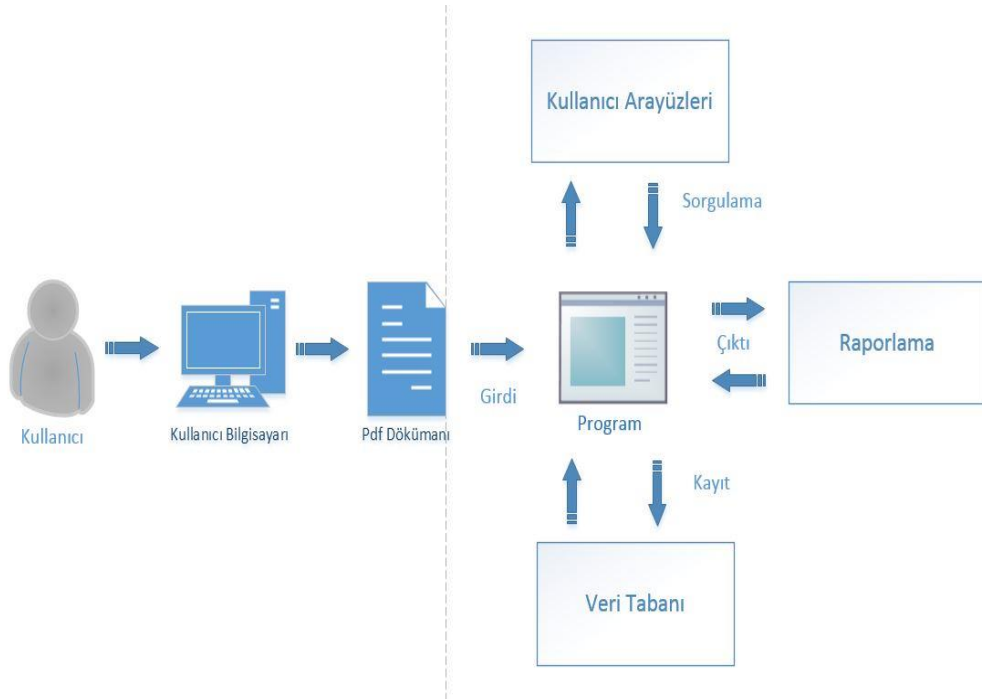 Kullanıcı Arayüzleri
Sorgulama
Kullanıcı
Kullanıcı Bilgisayarı
Pdf Dökümanı
Girdi
Program
Çıktı
Raporlama
Kayıt
Veri Tabanı